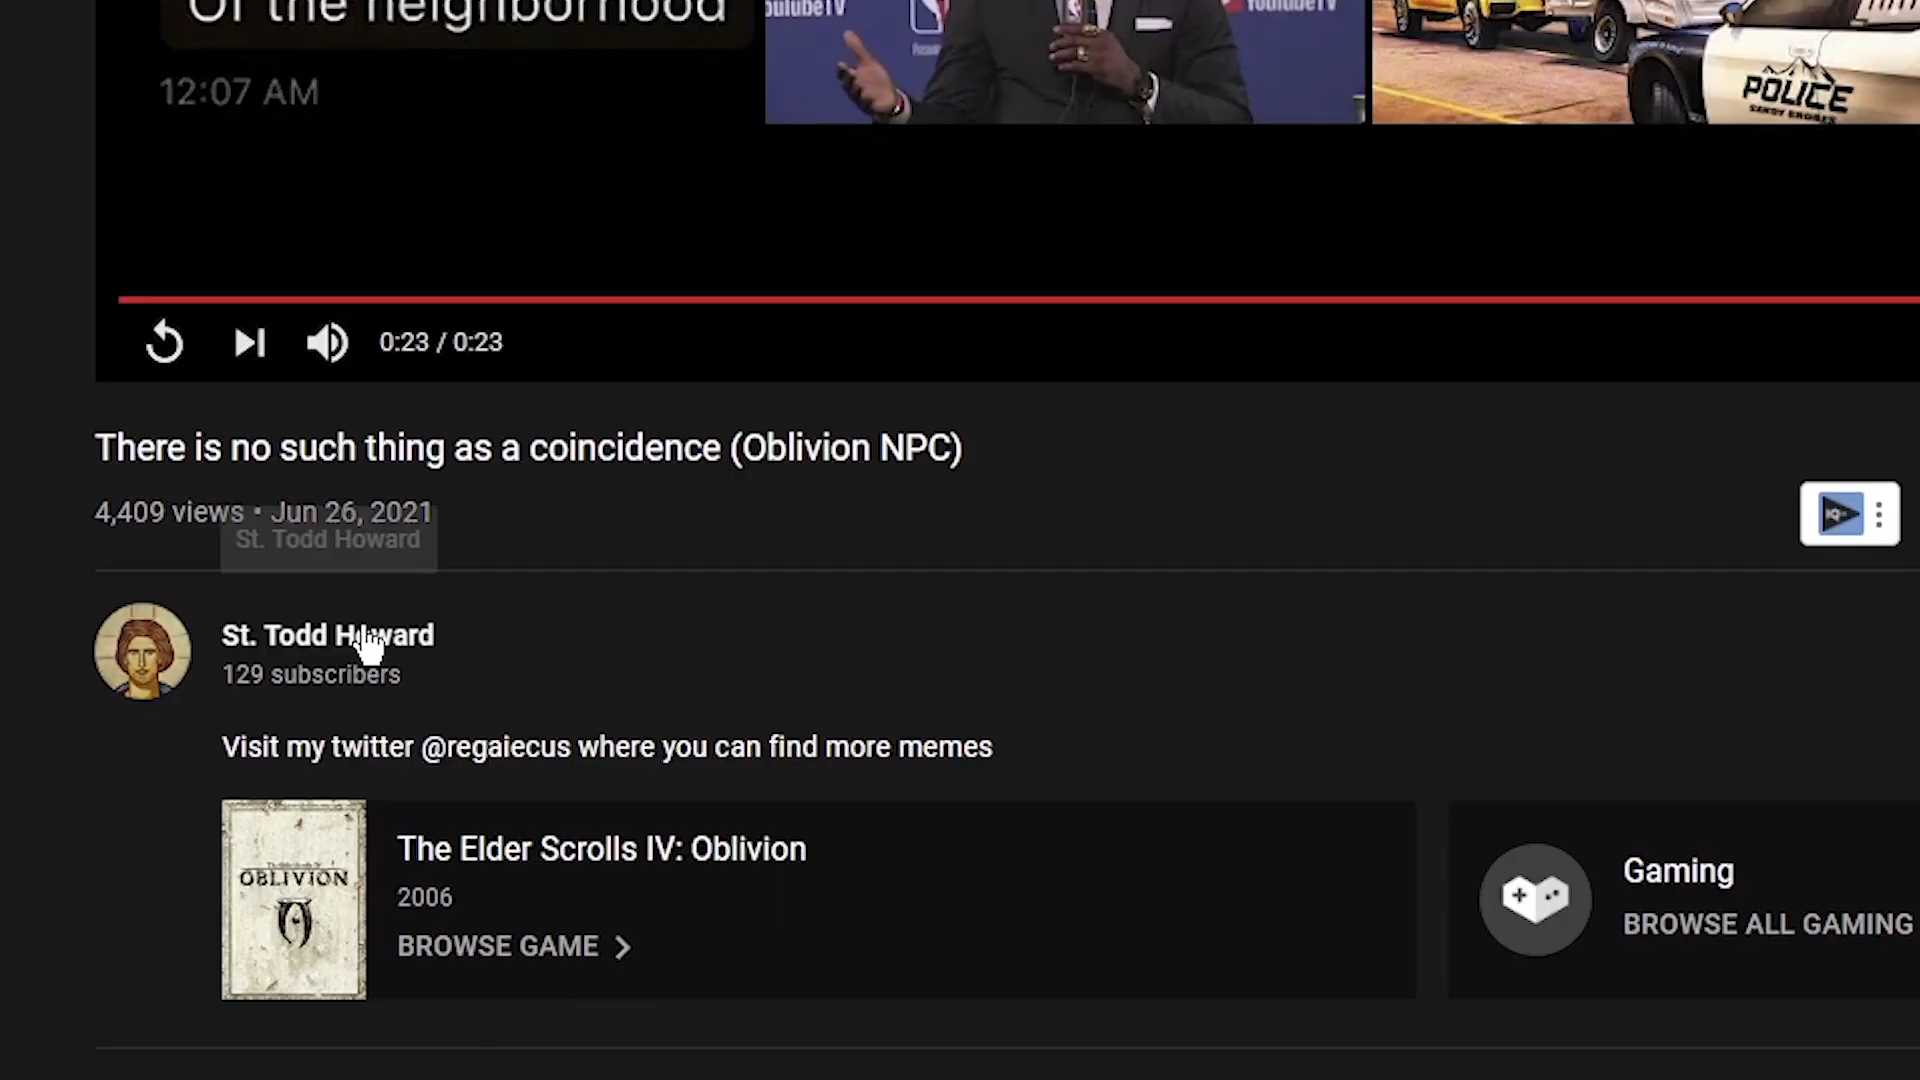 Of the neighborhood
12:07 AM
YouTubeTV
YouTubeTV
POLICE
SANDY SHORES
0:23 / 0:23
There is no such thing as a coincidence (Oblivion NPC)
4,409 views • Jun 26, 2021
St. Todd Howard
St. Todd Howard
129 subscribers
Visit my twitter @regaiecus where you can find more memes
The Elder Scrolls IV: Oblivion
2006
BROWSE GAME
OBLIVION
Gaming
BROWSE ALL GAMING